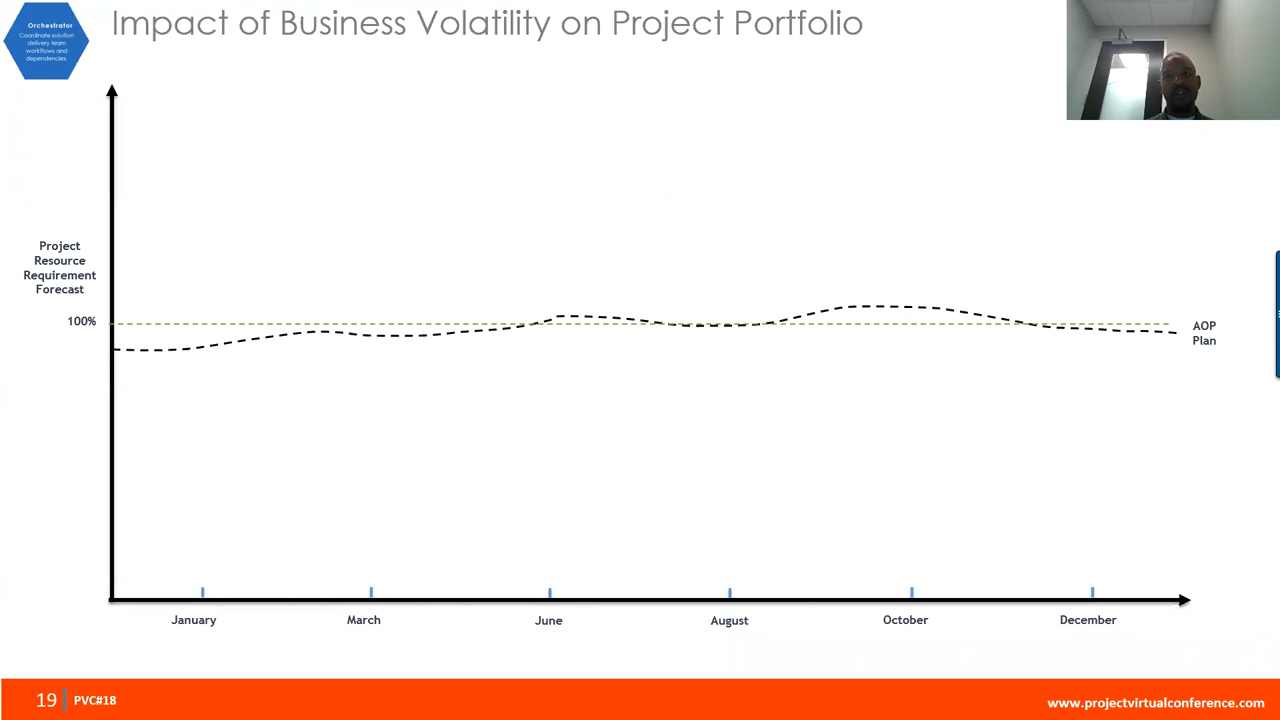 Orchestrator
Coordinate solution
delivery team
workflows and
dependencies.
Impact of Business Volatility on Project Portfolio
Project
Resource
Requirement
Forecast
100%
AOP
Plan
January
March
June
August
October
December
19
PVC#18
www.projectvirtualconference.com